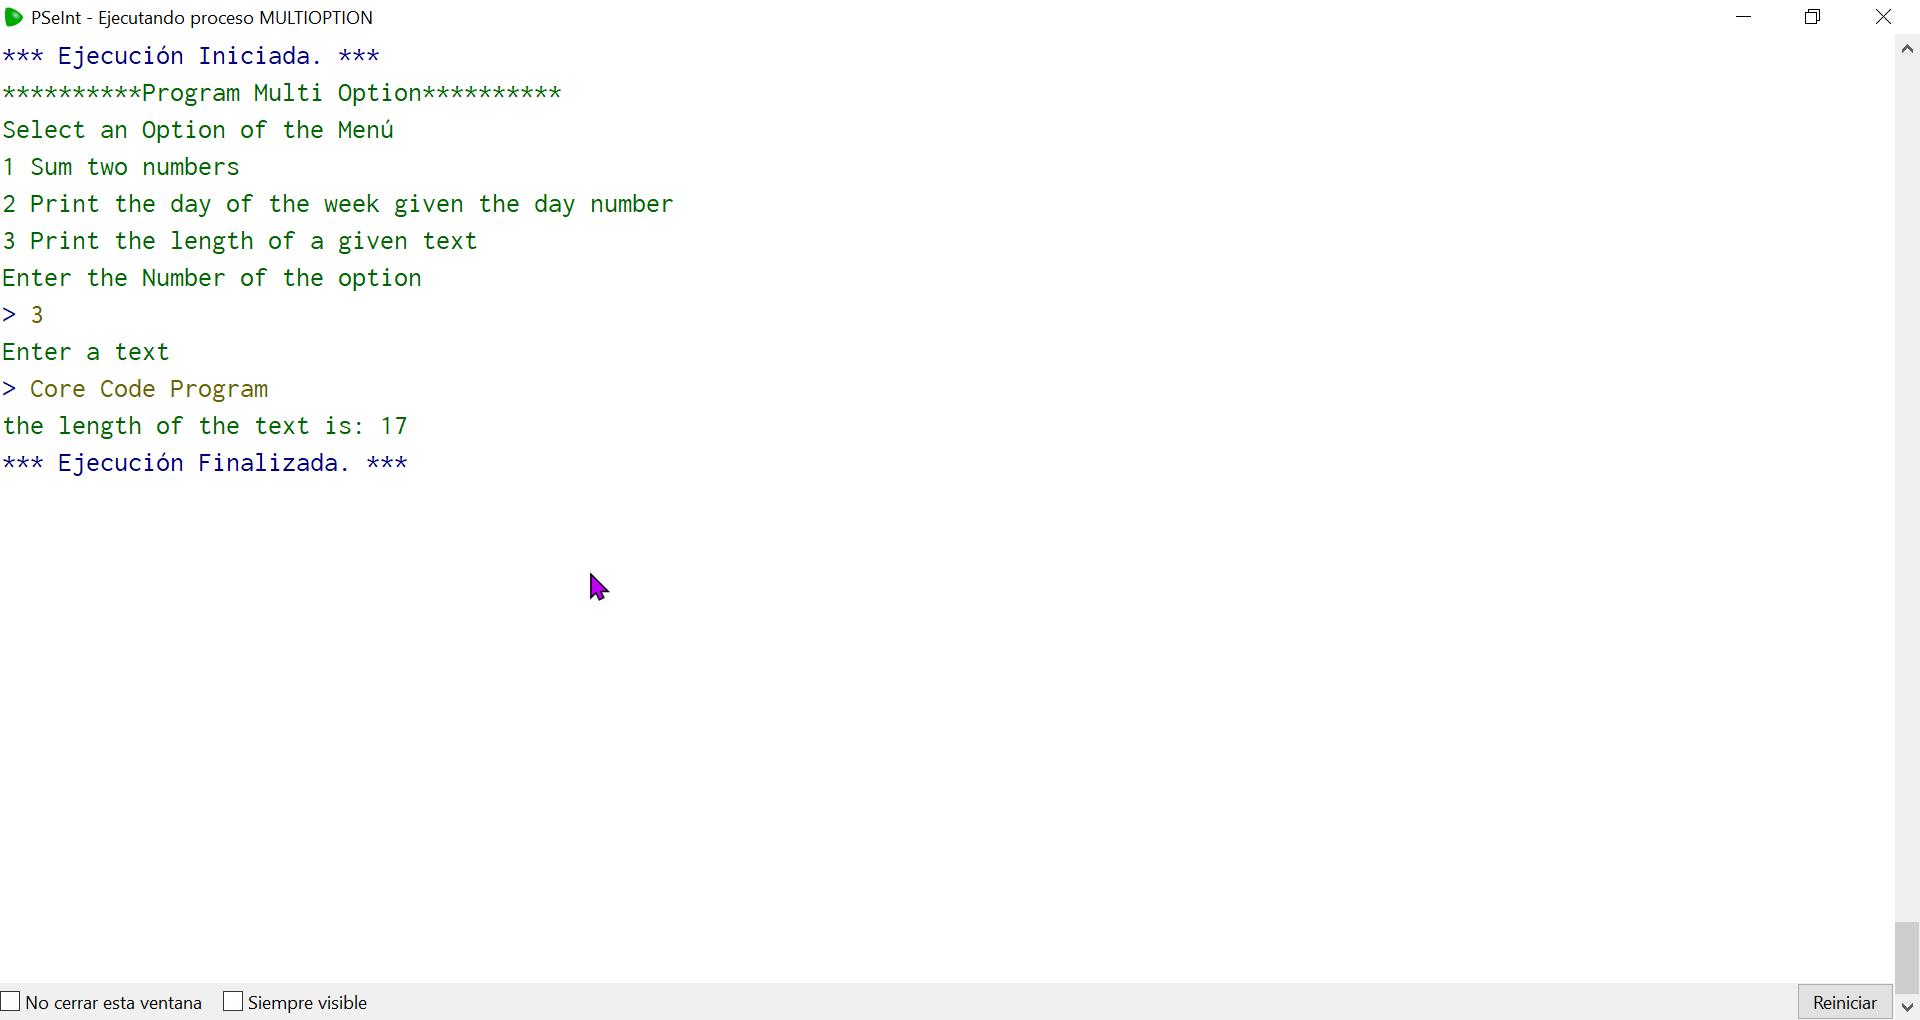 PSeInt - Ejecutando proceso MULTIOPTION
*** Ejecución Iniciada. ***
**********Program Multi Option**********
Select an Option of the Menú
1 Sum two numbers
2 Print the day of the week given the day number
3 Print the length of a given text
Enter the Number of the option
> 3
Enter a text
> Core Code Program
the length of the text is: 17
*** Ejecución Finalizada. ***
No cerrar esta ventana Siempre visible Reiniciar